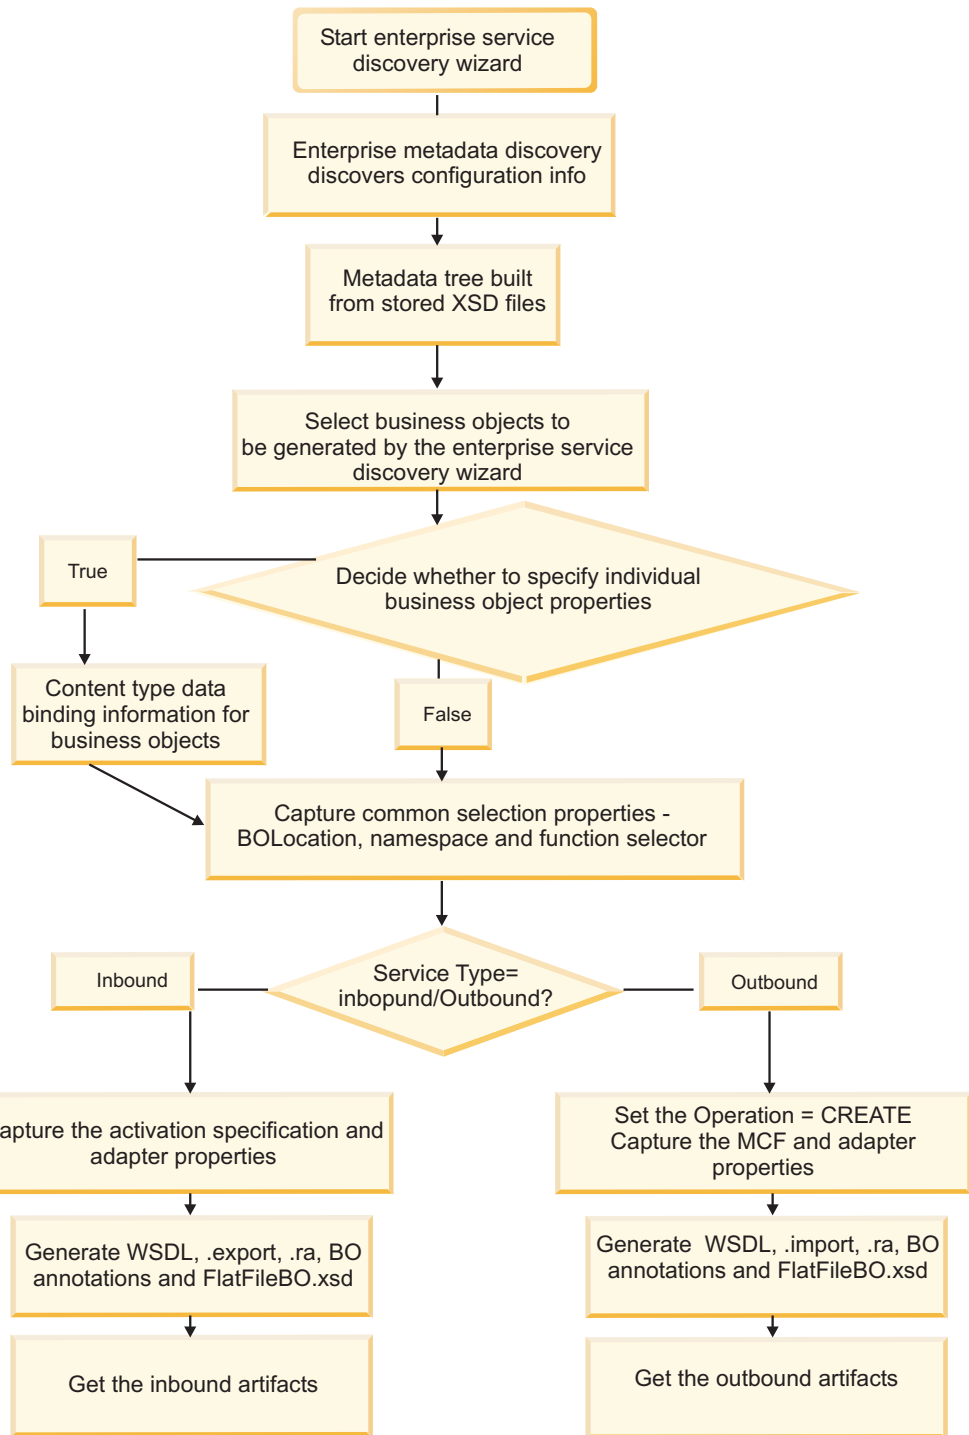 Start enterprise service
discovery wizard
Enterprise metadata discovery
discovers configuration info
Metadada tree built
from stored XSD files
Select business objects to
be generated by the enterprise service
discovery wizard
Decide whether to specify individual
business object properties
True
Content type data
binding information for
business objects
False
Capture common selection properties -
BOLocation, namespace and function selector
Service Type=
inbopund/Outbound?
Inbound
Outbound
apture the activation specification and
adapter properties
Set the Operation = CREATE
Capture the MCF and adapter
properties
Generate WSDL, .export, .ra, BO
annotations and FlatFileBO.xsd
Generate WSDL, .import, .ra, BO
annotations and FlatFileBO.xsd
Get the inbound artifacts
Get the outbound artifacts